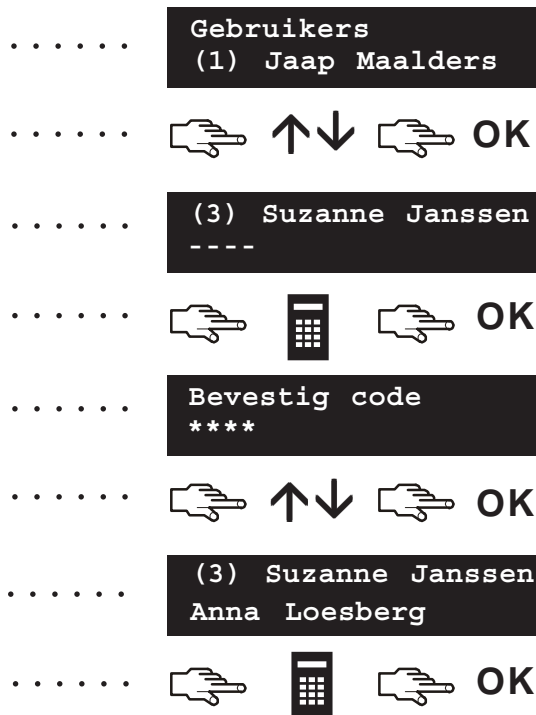 . . . . . .
Gebruikers
(1) Jaap Maalders
. . . . . . ↑↓ OK
. . . . . .
(3) Suzanne Janssen
----
. . . . . . OK
. . . . . .
Bevestig code
****
. . . . . . ↑↓ OK
. . . . . .
(3) Suzanne Janssen
Anna Loesberg
. . . . . . OK